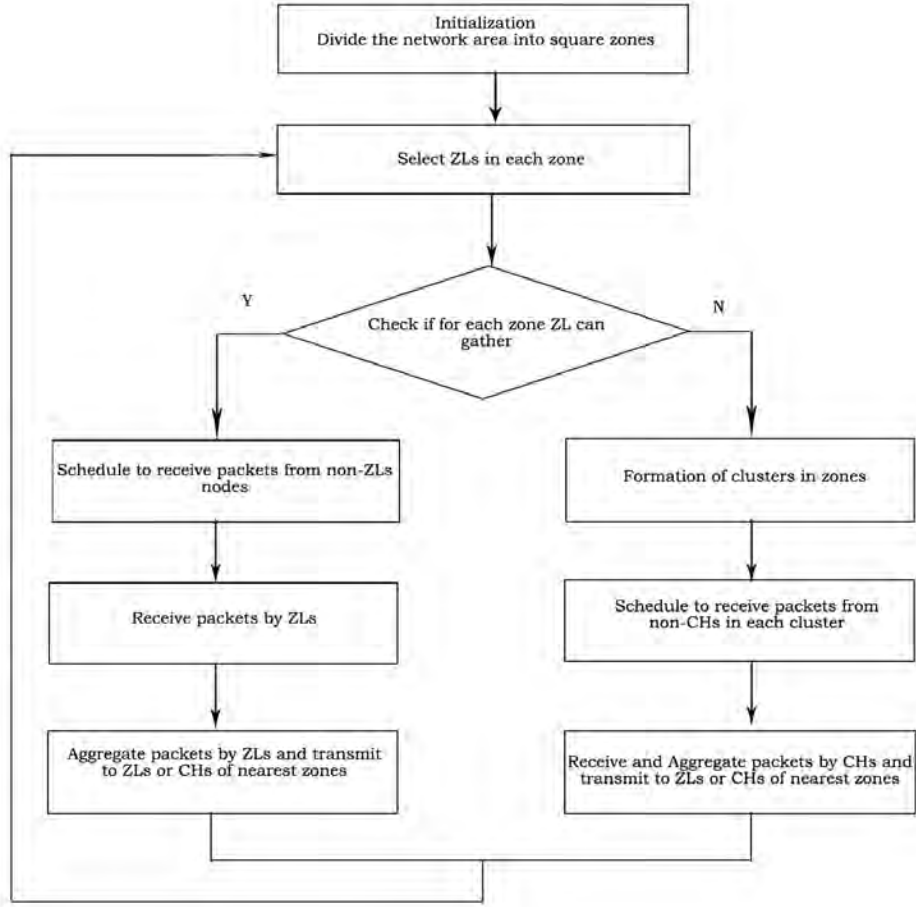 Initialization
Divide the network area into square zones
Select ZLs in each zone
Y
N
Check if for each zone ZL can
gather
Schedule to receive packets from non-ZLs
nodes
Formation of clusters in zones
Receive packets by ZLs
Schedule to receive packets from
non-CHs in each cluster
Aggregate packets by ZLs and transmit
to ZLs or CHs of nearest zones
Receive and Aggregate packets by CHs and
transmit to ZLs or CHs of nearest zones